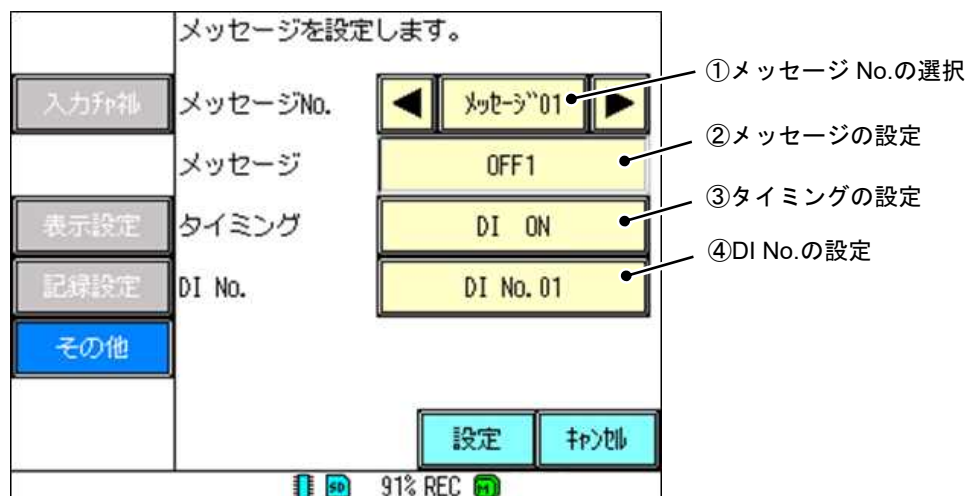 メッセージを設定します。
①メッセージ No.の選択
入力ﾁｬﾈﾙ メッセージNo. ◀ ﾒｯｾｰｼﾞ01 ▶
②メッセージの設定
メッセージ OFF1
③タイミングの設定
表示設定 タイミング DI ON
④DI No.の設定
記録設定 DI No. DI No.01
その他
設定 ｷｬﾝｾﾙ
SD 91% REC M